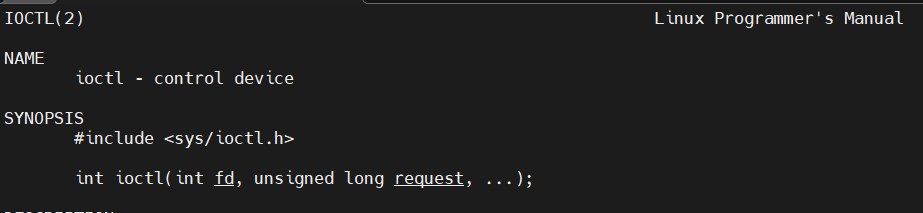 IOCTL(2) Linux Programmer's Manual
NAME
ioctl - control device
SYNOPSIS
#include <sys/ioctl.h>
int ioctl(int fd, unsigned long request, ...);